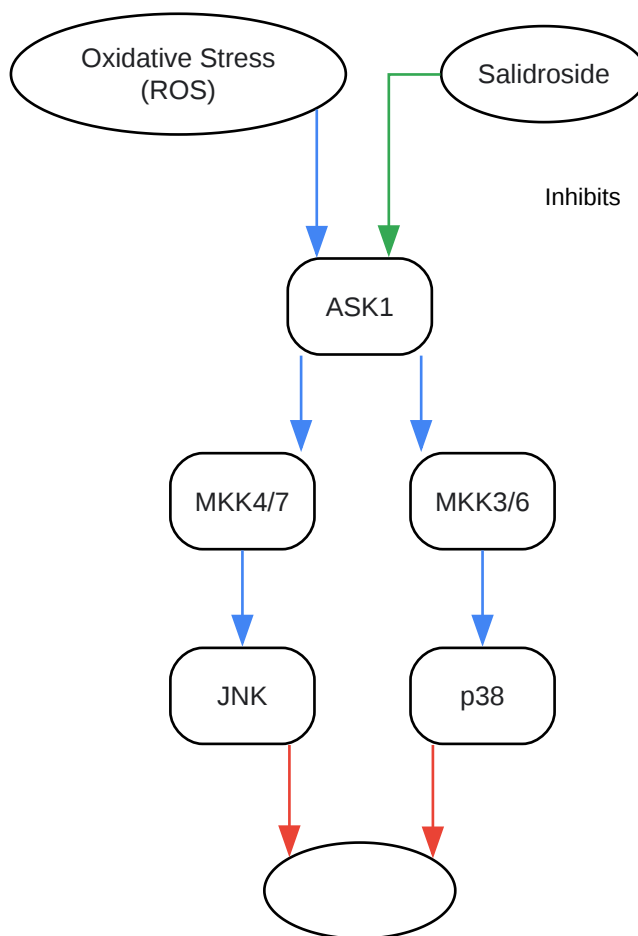 Oxidative Stress
(ROS)
Salidroside
Inhibits
ASK1
MKK4/7
MKK3/6
JNK
p38